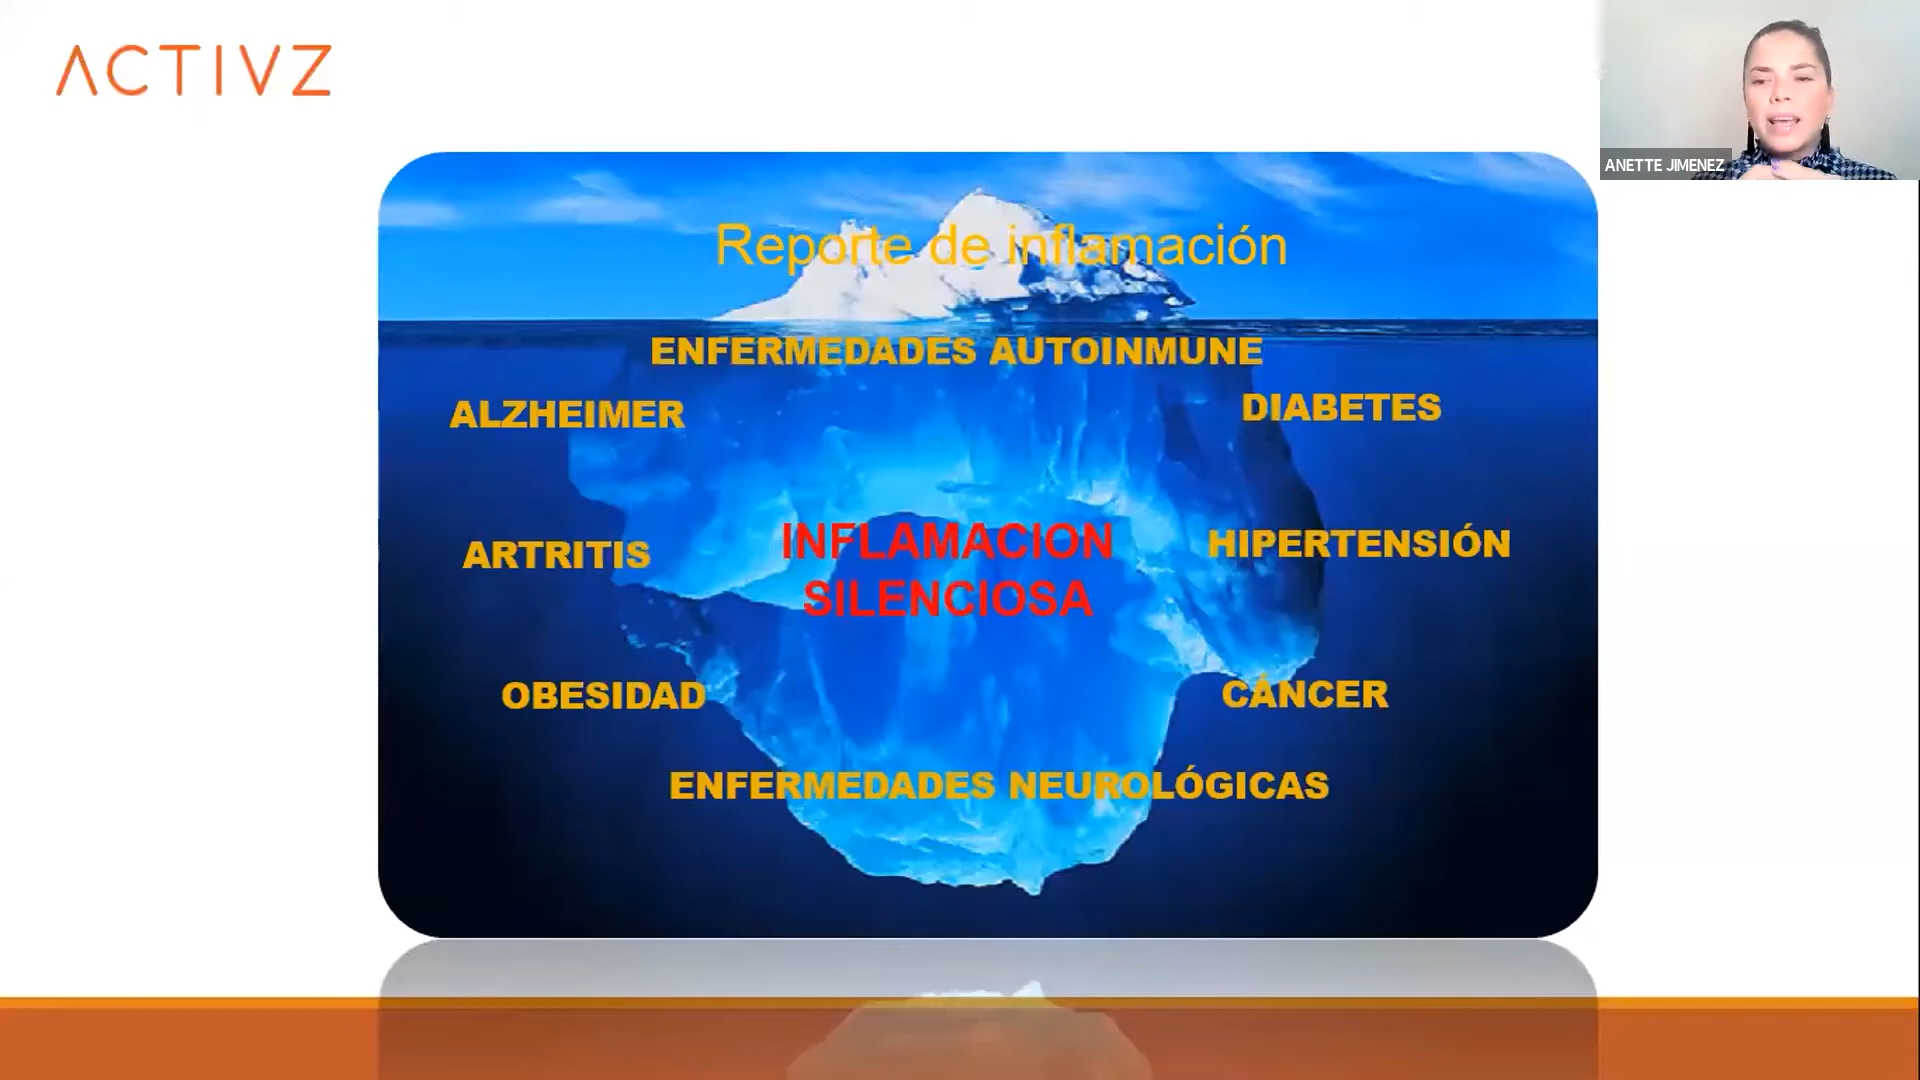 ACTIVZ
ANETTE JIMENEZ
Reporte de inflamación
ENFERMEDADES AUTOINMUNE
ALZHEIMER
DIABETES
ARTRITIS
INFLAMACION
SILENCIOSA
HIPERTENSIÓN
OBESIDAD
CÁNCER
ENFERMEDADES NEUROLÓGICAS